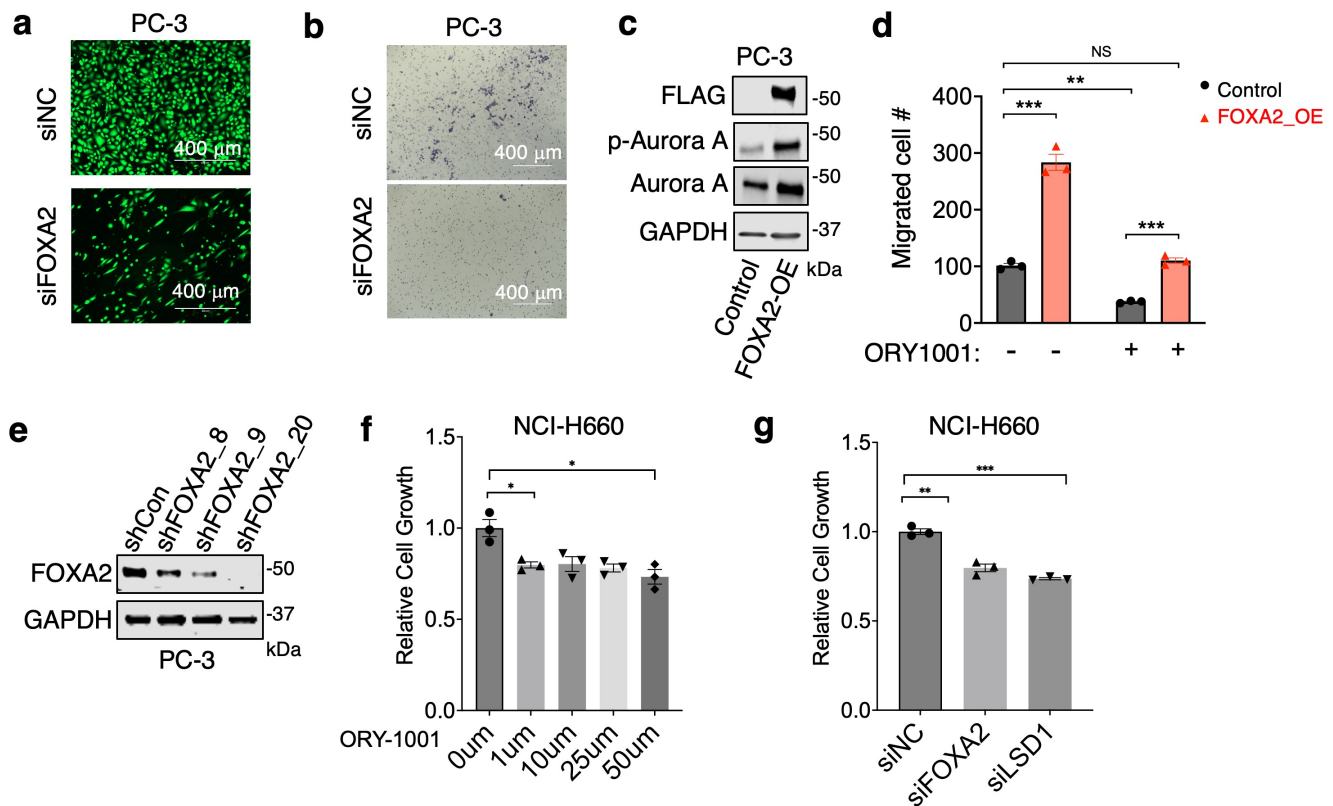 a
PC-3
siNC
400 μm
siFOXA2
400 μm
b
PC-3
siNC
400 μm
siFOXA2
400 μm
c
PC-3
FLAG
-50
p-Aurora A
-50
Aurora A
-50
GAPDH
-37
kDa
Control
FOXA2-OE
d
Migrated cell #
400
300
200
100
0
NS
**
***
***
Control
FOXA2_OE
ORY1001: - - + +
e
shCon
shFOXA2_8
shFOXA2_9
shFOXA2_20
FOXA2
-50
GAPDH
-37
kDa
PC-3
f
NCI-H660
Relative Cell Growth
1.5
1.0
0.5
0.0
*
*
ORY-1001
0um
1um
10um
25um
50um
g
NCI-H660
Relative Cell Growth
1.5
1.0
0.5
0.0
***
**
siNC
siFOXA2
siLSD1